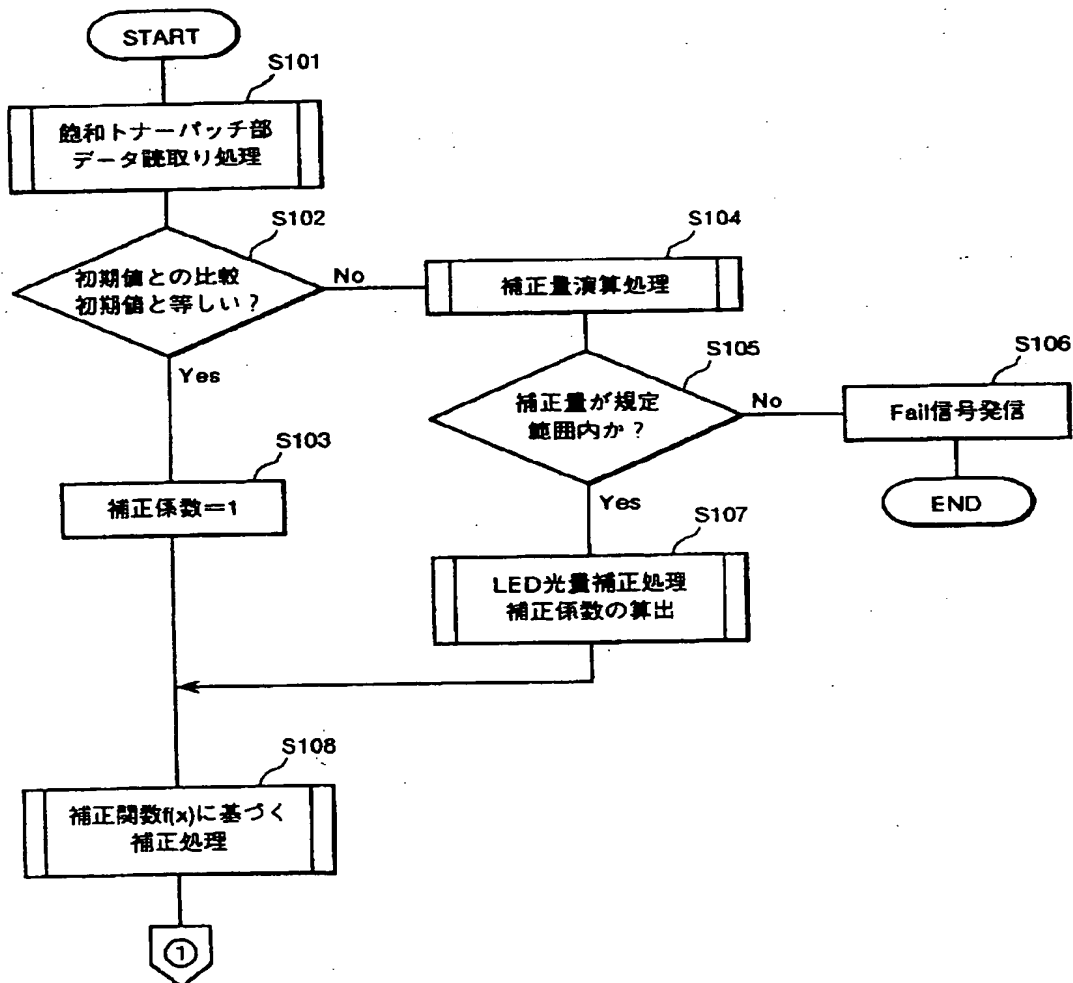 START
S101
飽和トナーパッチ部
データ読取り処理
S102
初期値との比較
初期値と等しい?
No
Yes
S104
補正量演算処理
S105
補正量が規定
範囲内か?
No
Yes
S106
Fail信号発信
END
S103
補正係数=1
S107
LED光量補正処理
補正係数の算出
S108
補正関数f(x)に基づく
補正処理
①